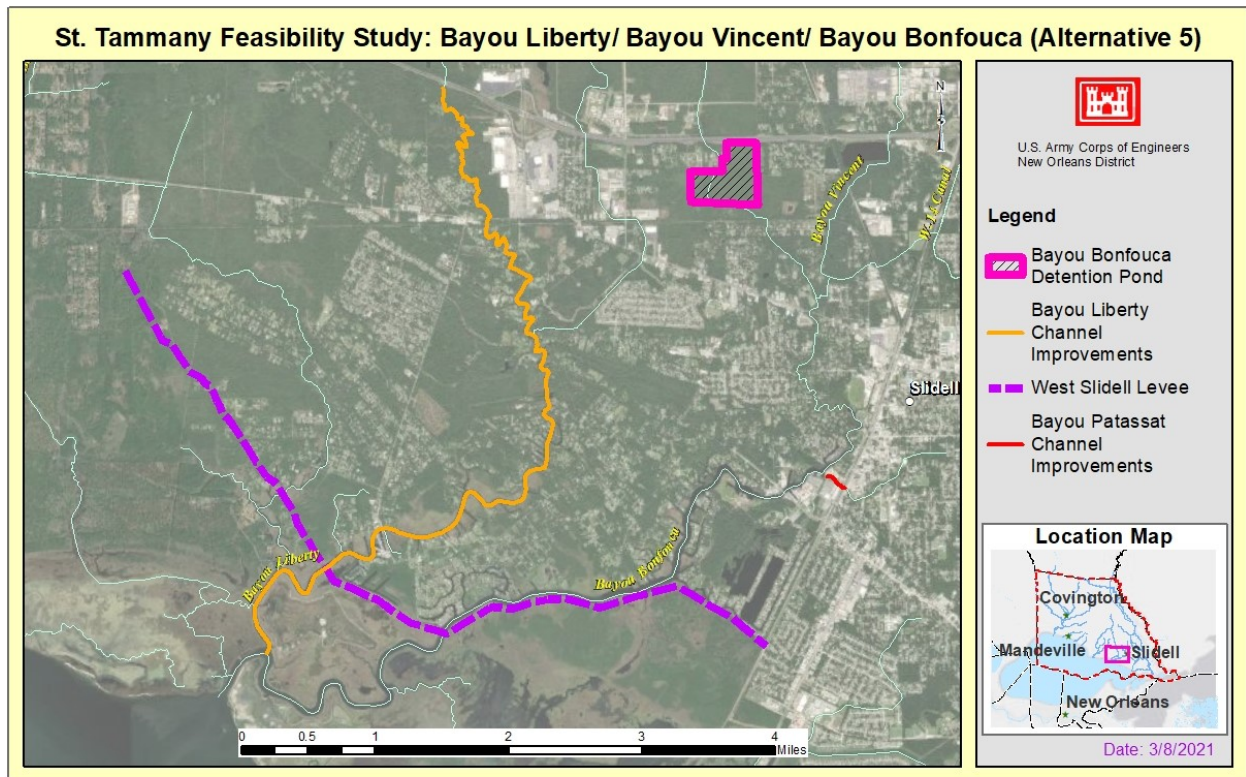 St. Tammany Feasibility Study: Bayou Liberty/ Bayou Vincent/ Bayou Bonfouca (Alternative 5)
N
Bayou Vincent
W-14 Canal
Slidell
Bayou Liberty
Bayou Bonfouca
0 0.5 1 2 3 4
Miles
U.S. Army Corps of Engineers
New Orleans District
Legend
Bayou Bonfouca
Detention Pond
Bayou Liberty
Channel
Improvements
West Slidell Levee
Bayou Patassat
Channel
Improvements
Location Map
Covington
Mandeville
Slidell
New Orleans
Date: 3/8/2021